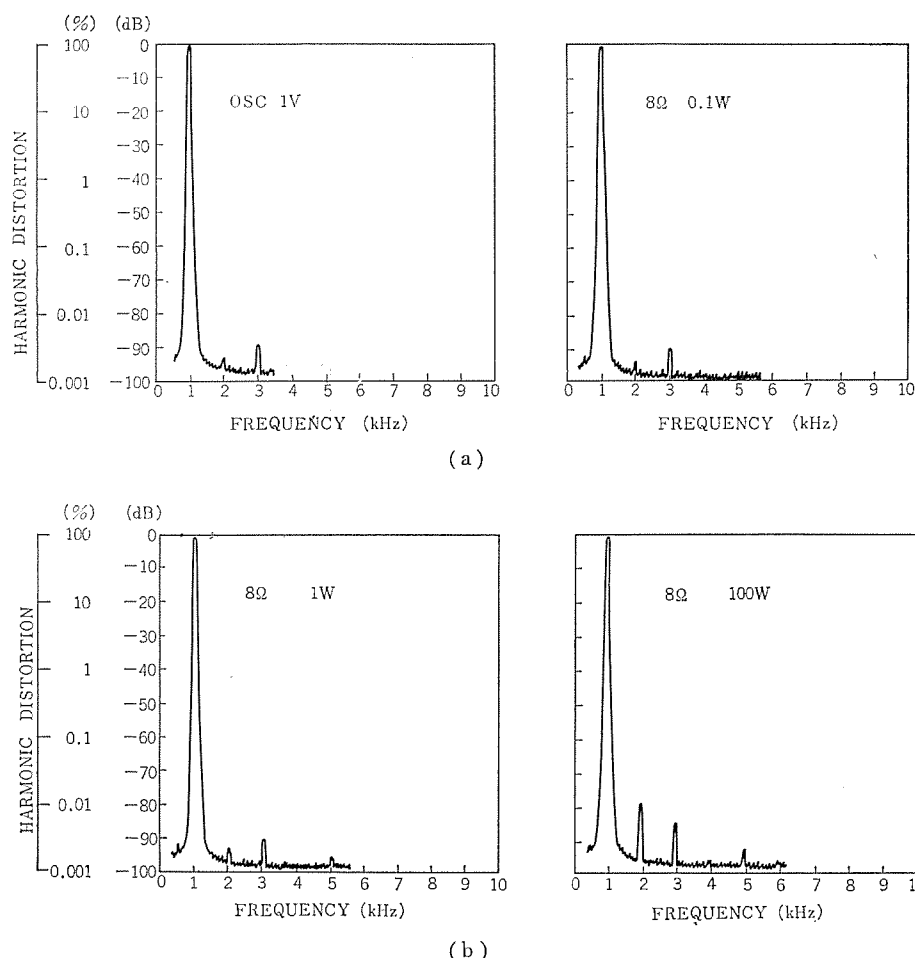 (%) (dB)
HARMONIC DISTORTION
100
10
1
0.1
0.01
0.001
0
−10
−20
−30
−40
−50
−60
−70
−80
−90
−100
OSC 1V
0 1 2 3 4 5 6 7 8 9 10
FREQUENCY (kHz)
8Ω 0.1W
0 1 2 3 4 5 6 7 8 9 10
FREQUENCY (kHz)
(a)
(%) (dB)
HARMONIC DISTORTION
100
10
1
0.1
0.01
0.001
0
−10
−20
−30
−40
−50
−60
−70
−80
−90
−100
8Ω 1W
0 1 2 3 4 5 6 7 8 9 10
FREQUENCY (kHz)
8Ω 100W
0 1 2 3 4 5 6 7 8 9 1
FREQUENCY (kHz)
(b)